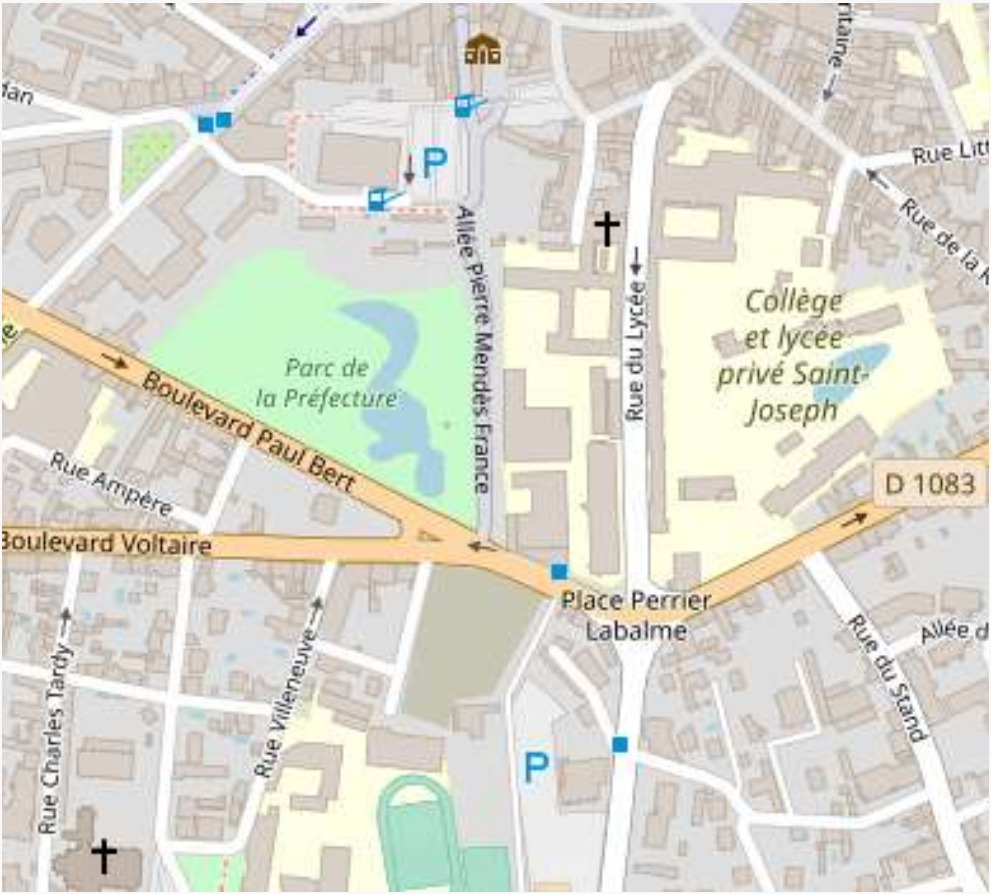 P
Rue Litt
Rue de la R
Allée Pierre Mendès France
Rue du Lycée
Collège
et lycée
privé Saint-
Joseph
Parc de
la Préfecture
Boulevard Paul Bert
Rue Ampère
D 1083
Boulevard Voltaire
Place Perrier
Labalme
Allée d
Rue du Stand
Rue Villeneuve
Rue Charles Tardy
P